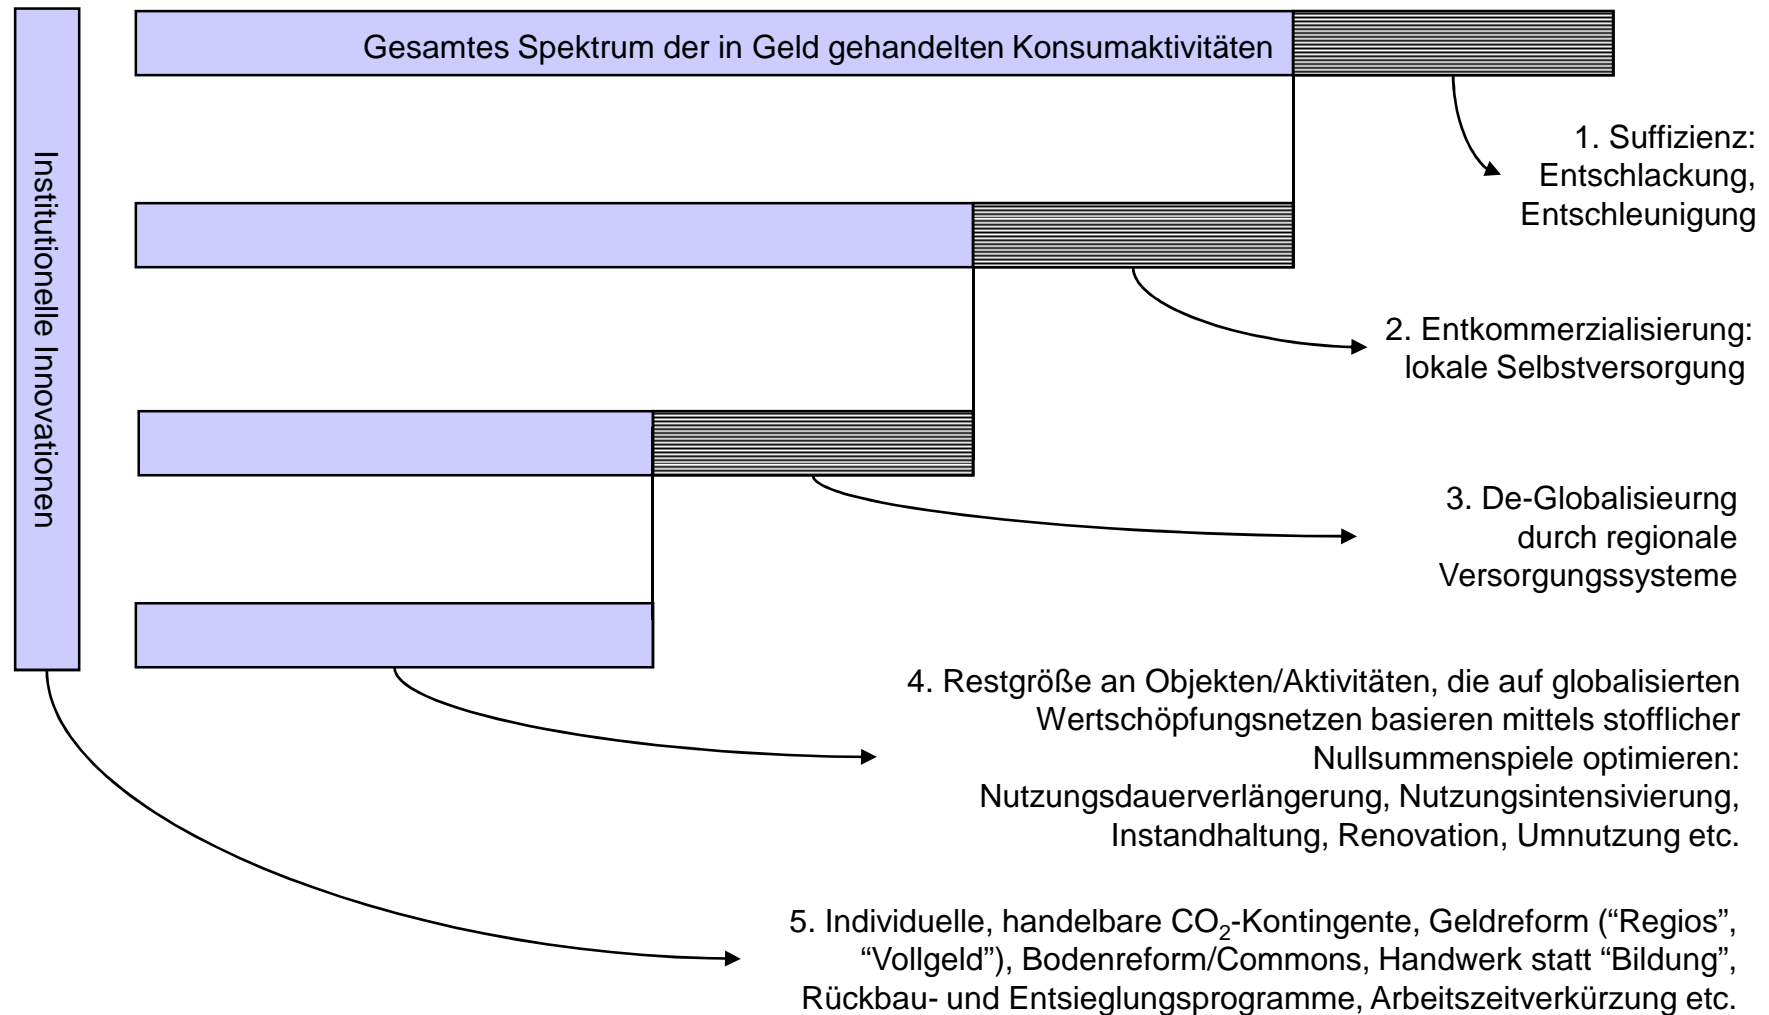 Gesamtes Spektrum der in Geld gehandelten Konsumaktivitäten
Institutionelle Innovationen
1. Suffizienz:
Entschlackung,
Entschleunigung
2. Entkommerzialisierung:
lokale Selbstversorgung
3. De-Globalisieurng
durch regionale
Versorgungssysteme
4. Restgröße an Objekten/Aktivitäten, die auf globalisierten
Wertschöpfungsnetzen basieren mittels stofflicher
Nullsummenspiele optimieren:
Nutzungsdauerverlängerung, Nutzungsintensivierung,
Instandhaltung, Renovation, Umnutzung etc.
5. Individuelle, handelbare CO₂-Kontingente, Geldreform (“Regios”,
“Vollgeld”), Bodenreform/Commons, Handwerk statt “Bildung”,
Rückbau- und Entsieglungsprogramme, Arbeitszeitverkürzung etc.